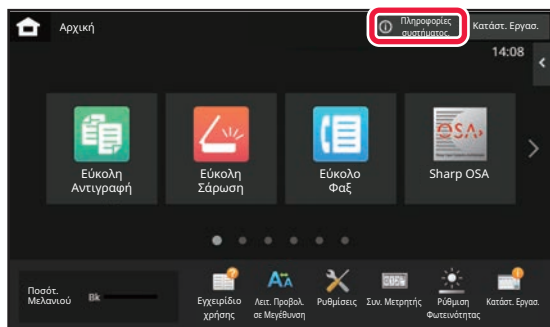 Αρχική
Πληροφορίες
συστήματος.
Κατάστ. Εργασ.
14:08
Εύκολη
Αντιγραφή
Εύκολη
Σάρωση
Εύκολο
Φαξ
OSA
Sharp OSA
Ποσότ.
Μελανιού
Bk
Εγχειρίδιο
χρήσης
Λειτ. Προβολ.
σε Μεγέθυνση
Ρυθμίσεις
Συν. Μετρητής
Ρύθμιση
Φωτεινότητας
Κατάστ. Εργασ.